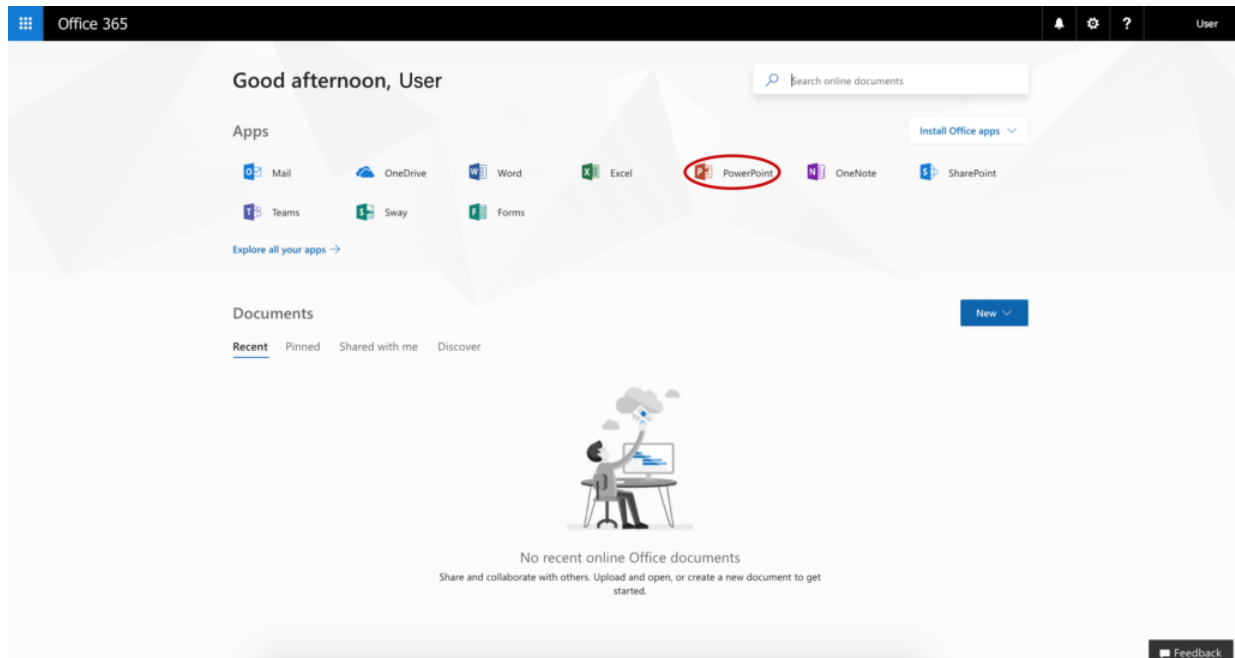 Office 365
User
Good afternoon, User
Search online documents
Apps
Install Office apps
Mail
OneDrive
Word
Excel
PowerPoint
OneNote
SharePoint
Teams
Sway
Forms
Explore all your apps →
Documents
New
Recent Pinned Shared with me Discover
No recent online Office documents
Share and collaborate with others. Upload and open, or create a new document to get
started.
Feedback